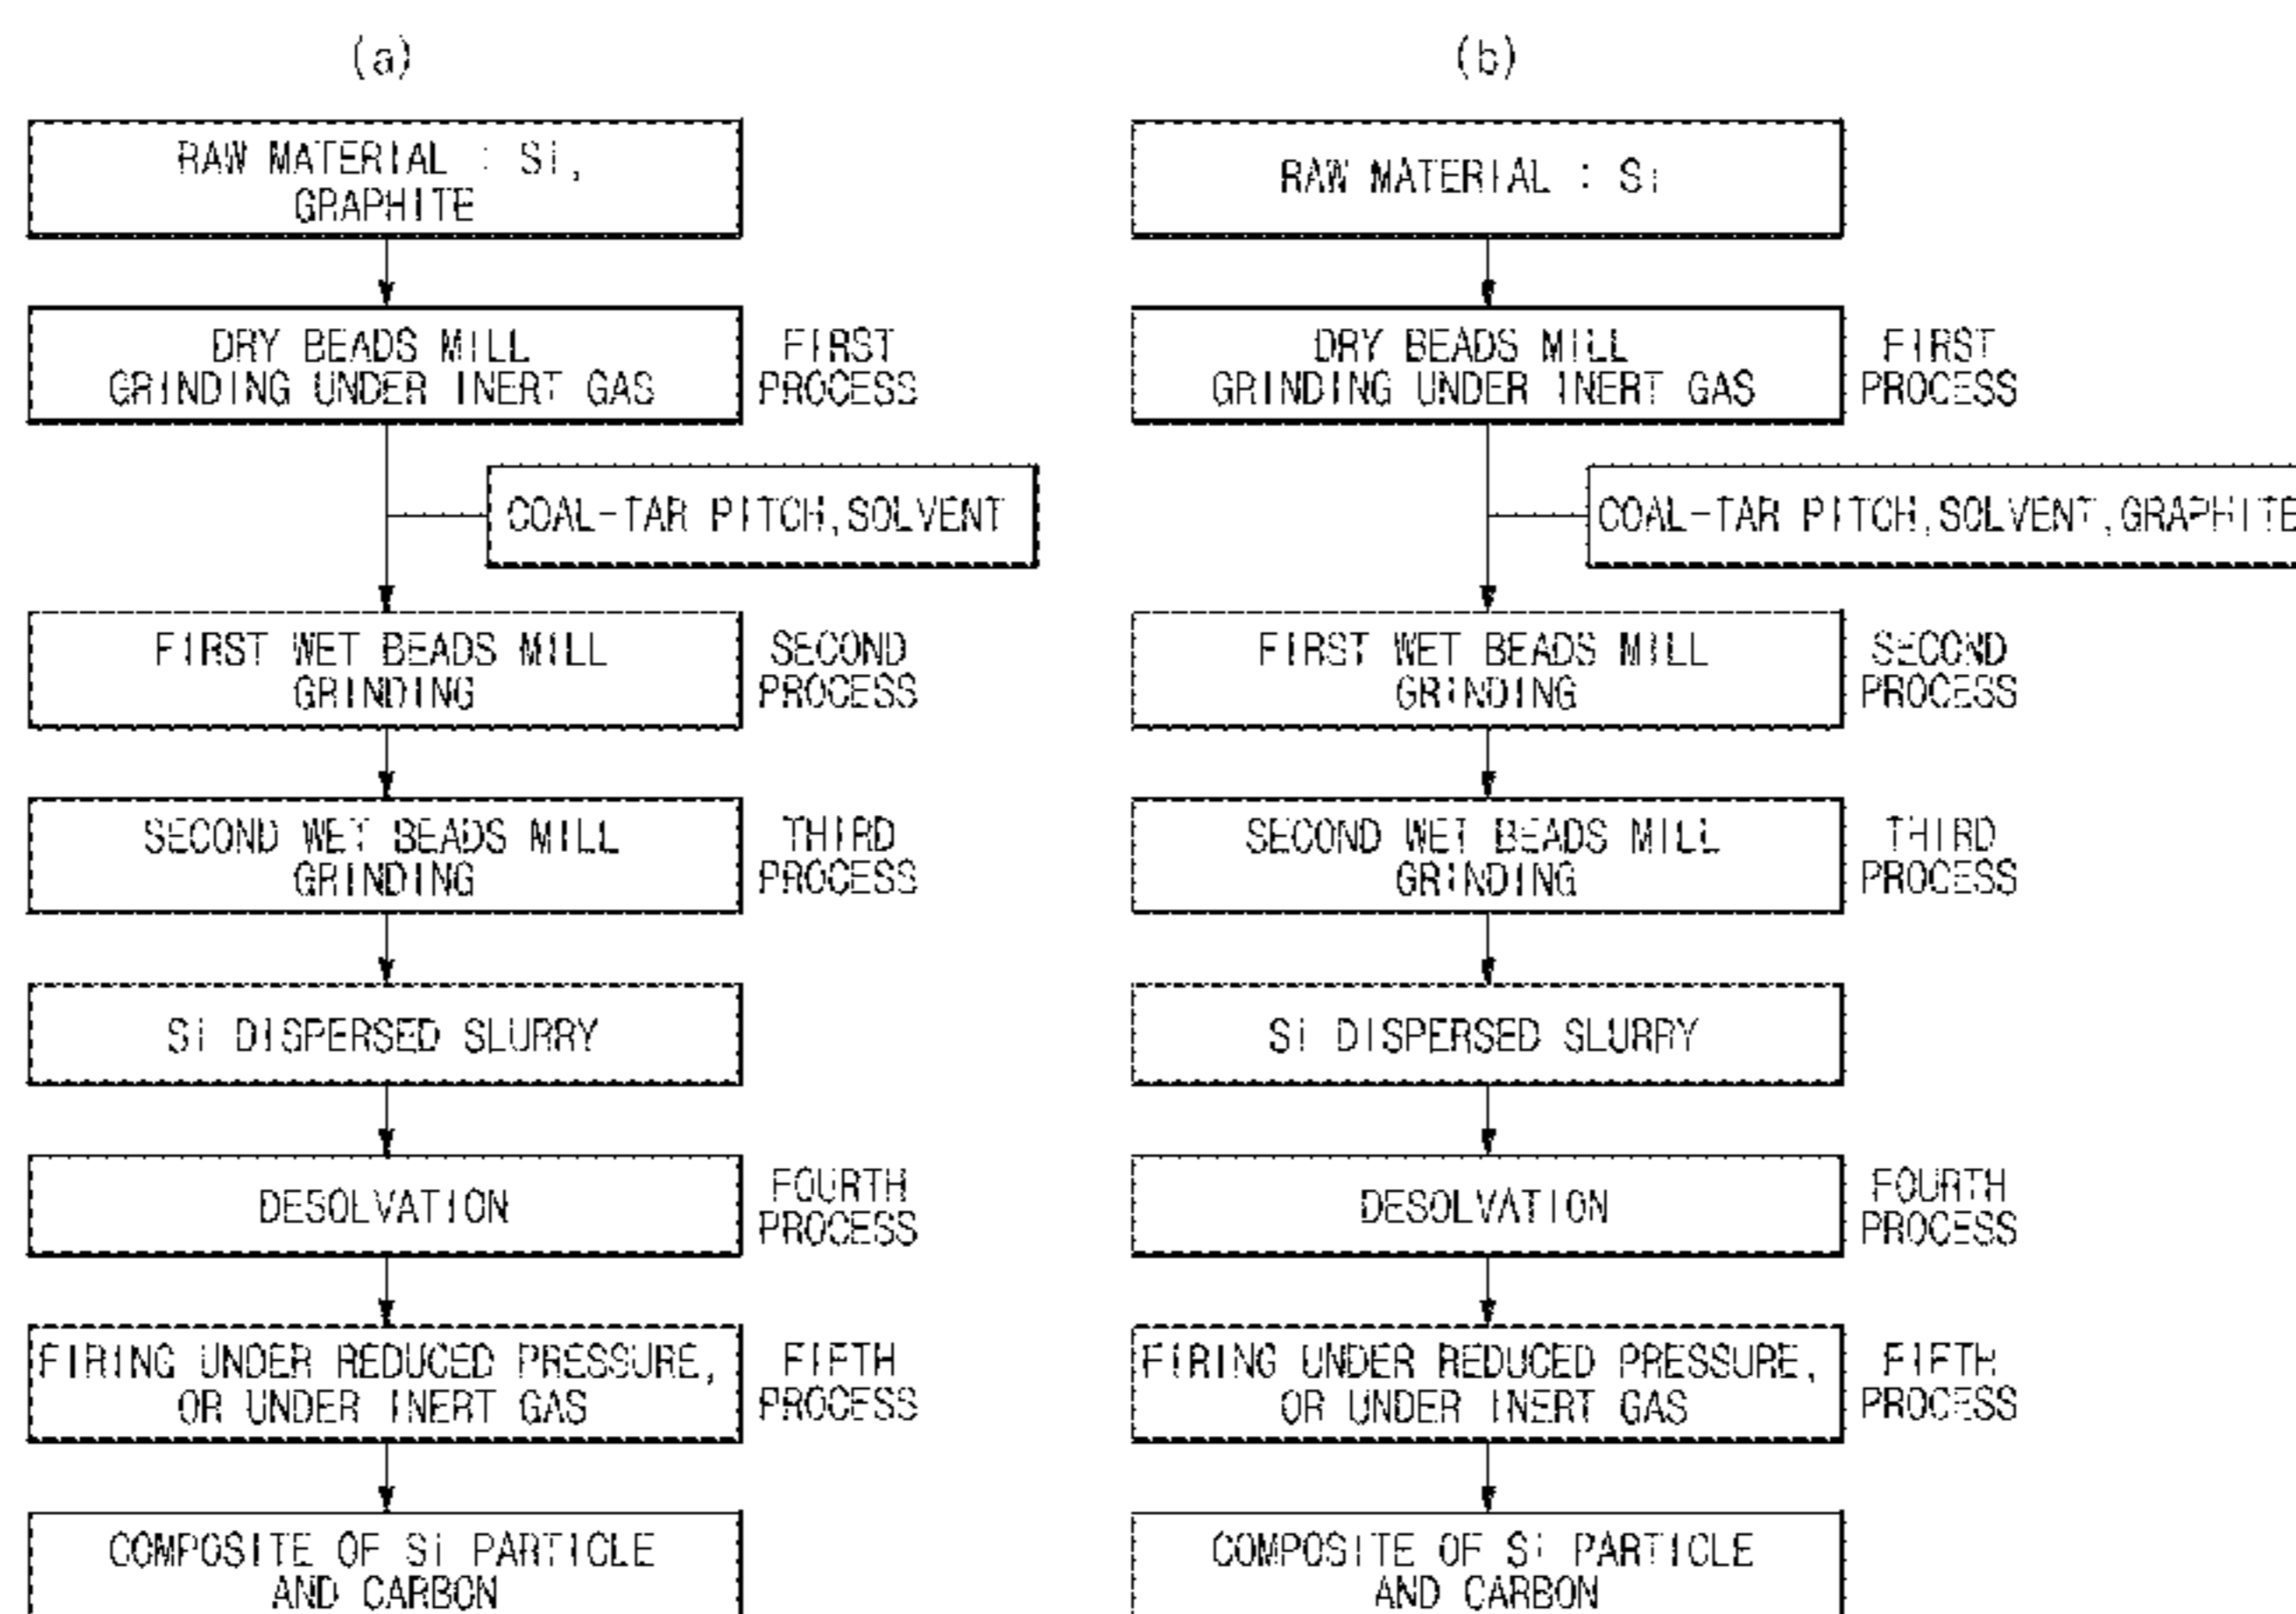 (a)
RAW MATERIAL : Si,
GRAPHITE
DRY BEADS MILL
GRINDING UNDER INERT GAS
FIRST
PROCESS
COAL-TAR PITCH,SOLVENT
FIRST WET BEADS MILL
GRINDING
SECOND
PROCESS
SECOND WET BEADS MILL
GRINDING
THIRD
PROCESS
Si DISPERSED SLURRY
DESOLVATION
FOURTH
PROCESS
FIRING UNDER REDUCED PRESSURE,
OR UNDER INERT GAS
FIFTH
PROCESS
COMPOSITE OF Si PARTICLE
AND CARBON
(b)
RAW MATERIAL : Si
DRY BEADS MILL
GRINDING UNDER INERT GAS
FIRST
PROCESS
COAL-TAR PITCH,SOLVENT,GRAPHITE
FIRST WET BEADS MILL
GRINDING
SECOND
PROCESS
SECOND WET BEADS MILL
GRINDING
THIRD
PROCESS
Si DISPERSED SLURRY
DESOLVATION
FOURTH
PROCESS
FIRING UNDER REDUCED PRESSURE,
OR UNDER INERT GAS
FIFTH
PROCESS
COMPOSITE OF Si PARTICLE
AND CARBON